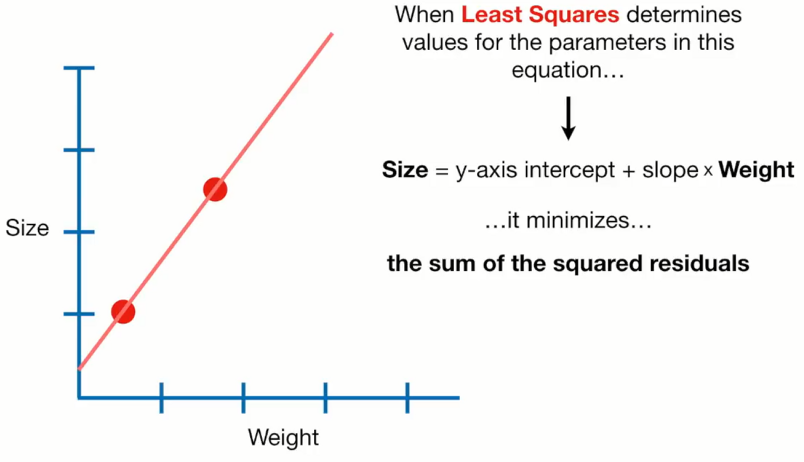 When Least Squares determines
values for the parameters in this
equation…
Size = y-axis intercept + slope x Weight
…it minimizes…
the sum of the squared residuals
Size
Weight